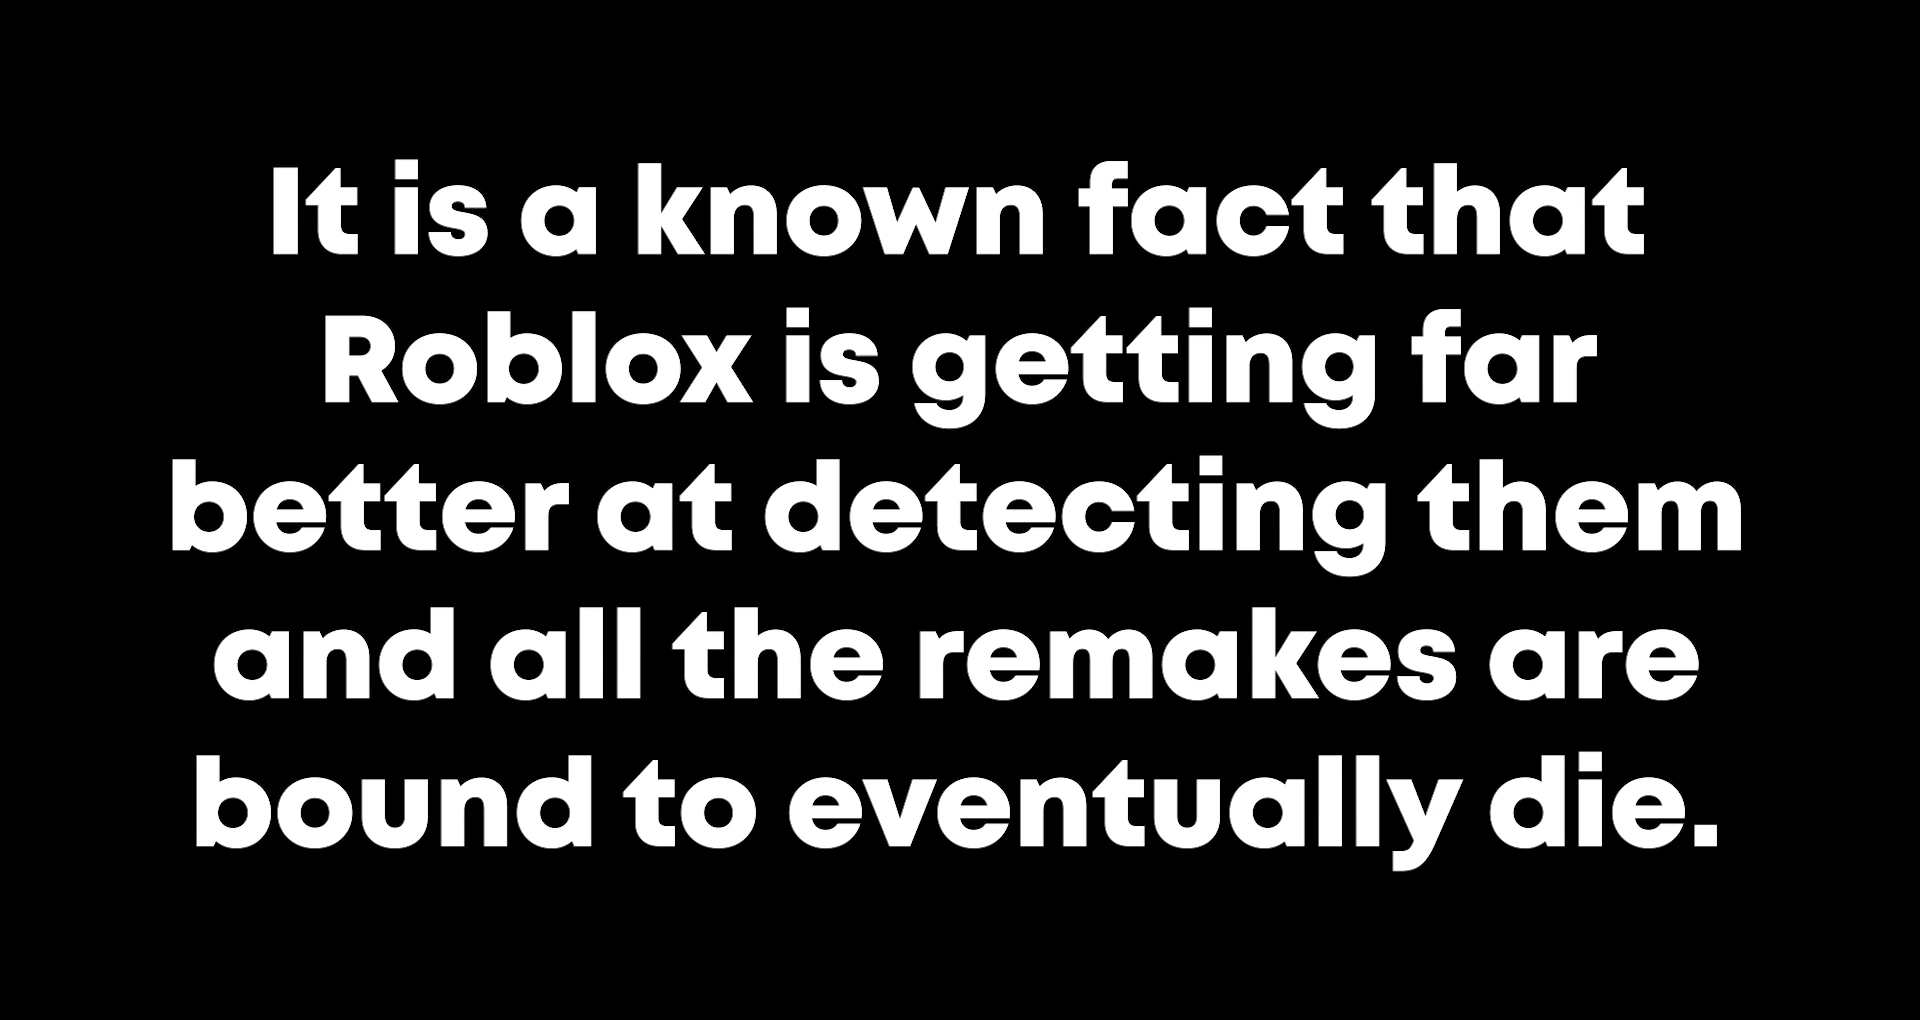 It is a known fact that
Roblox is getting far
better at detecting them
and all the remakes are
bound to eventually die.